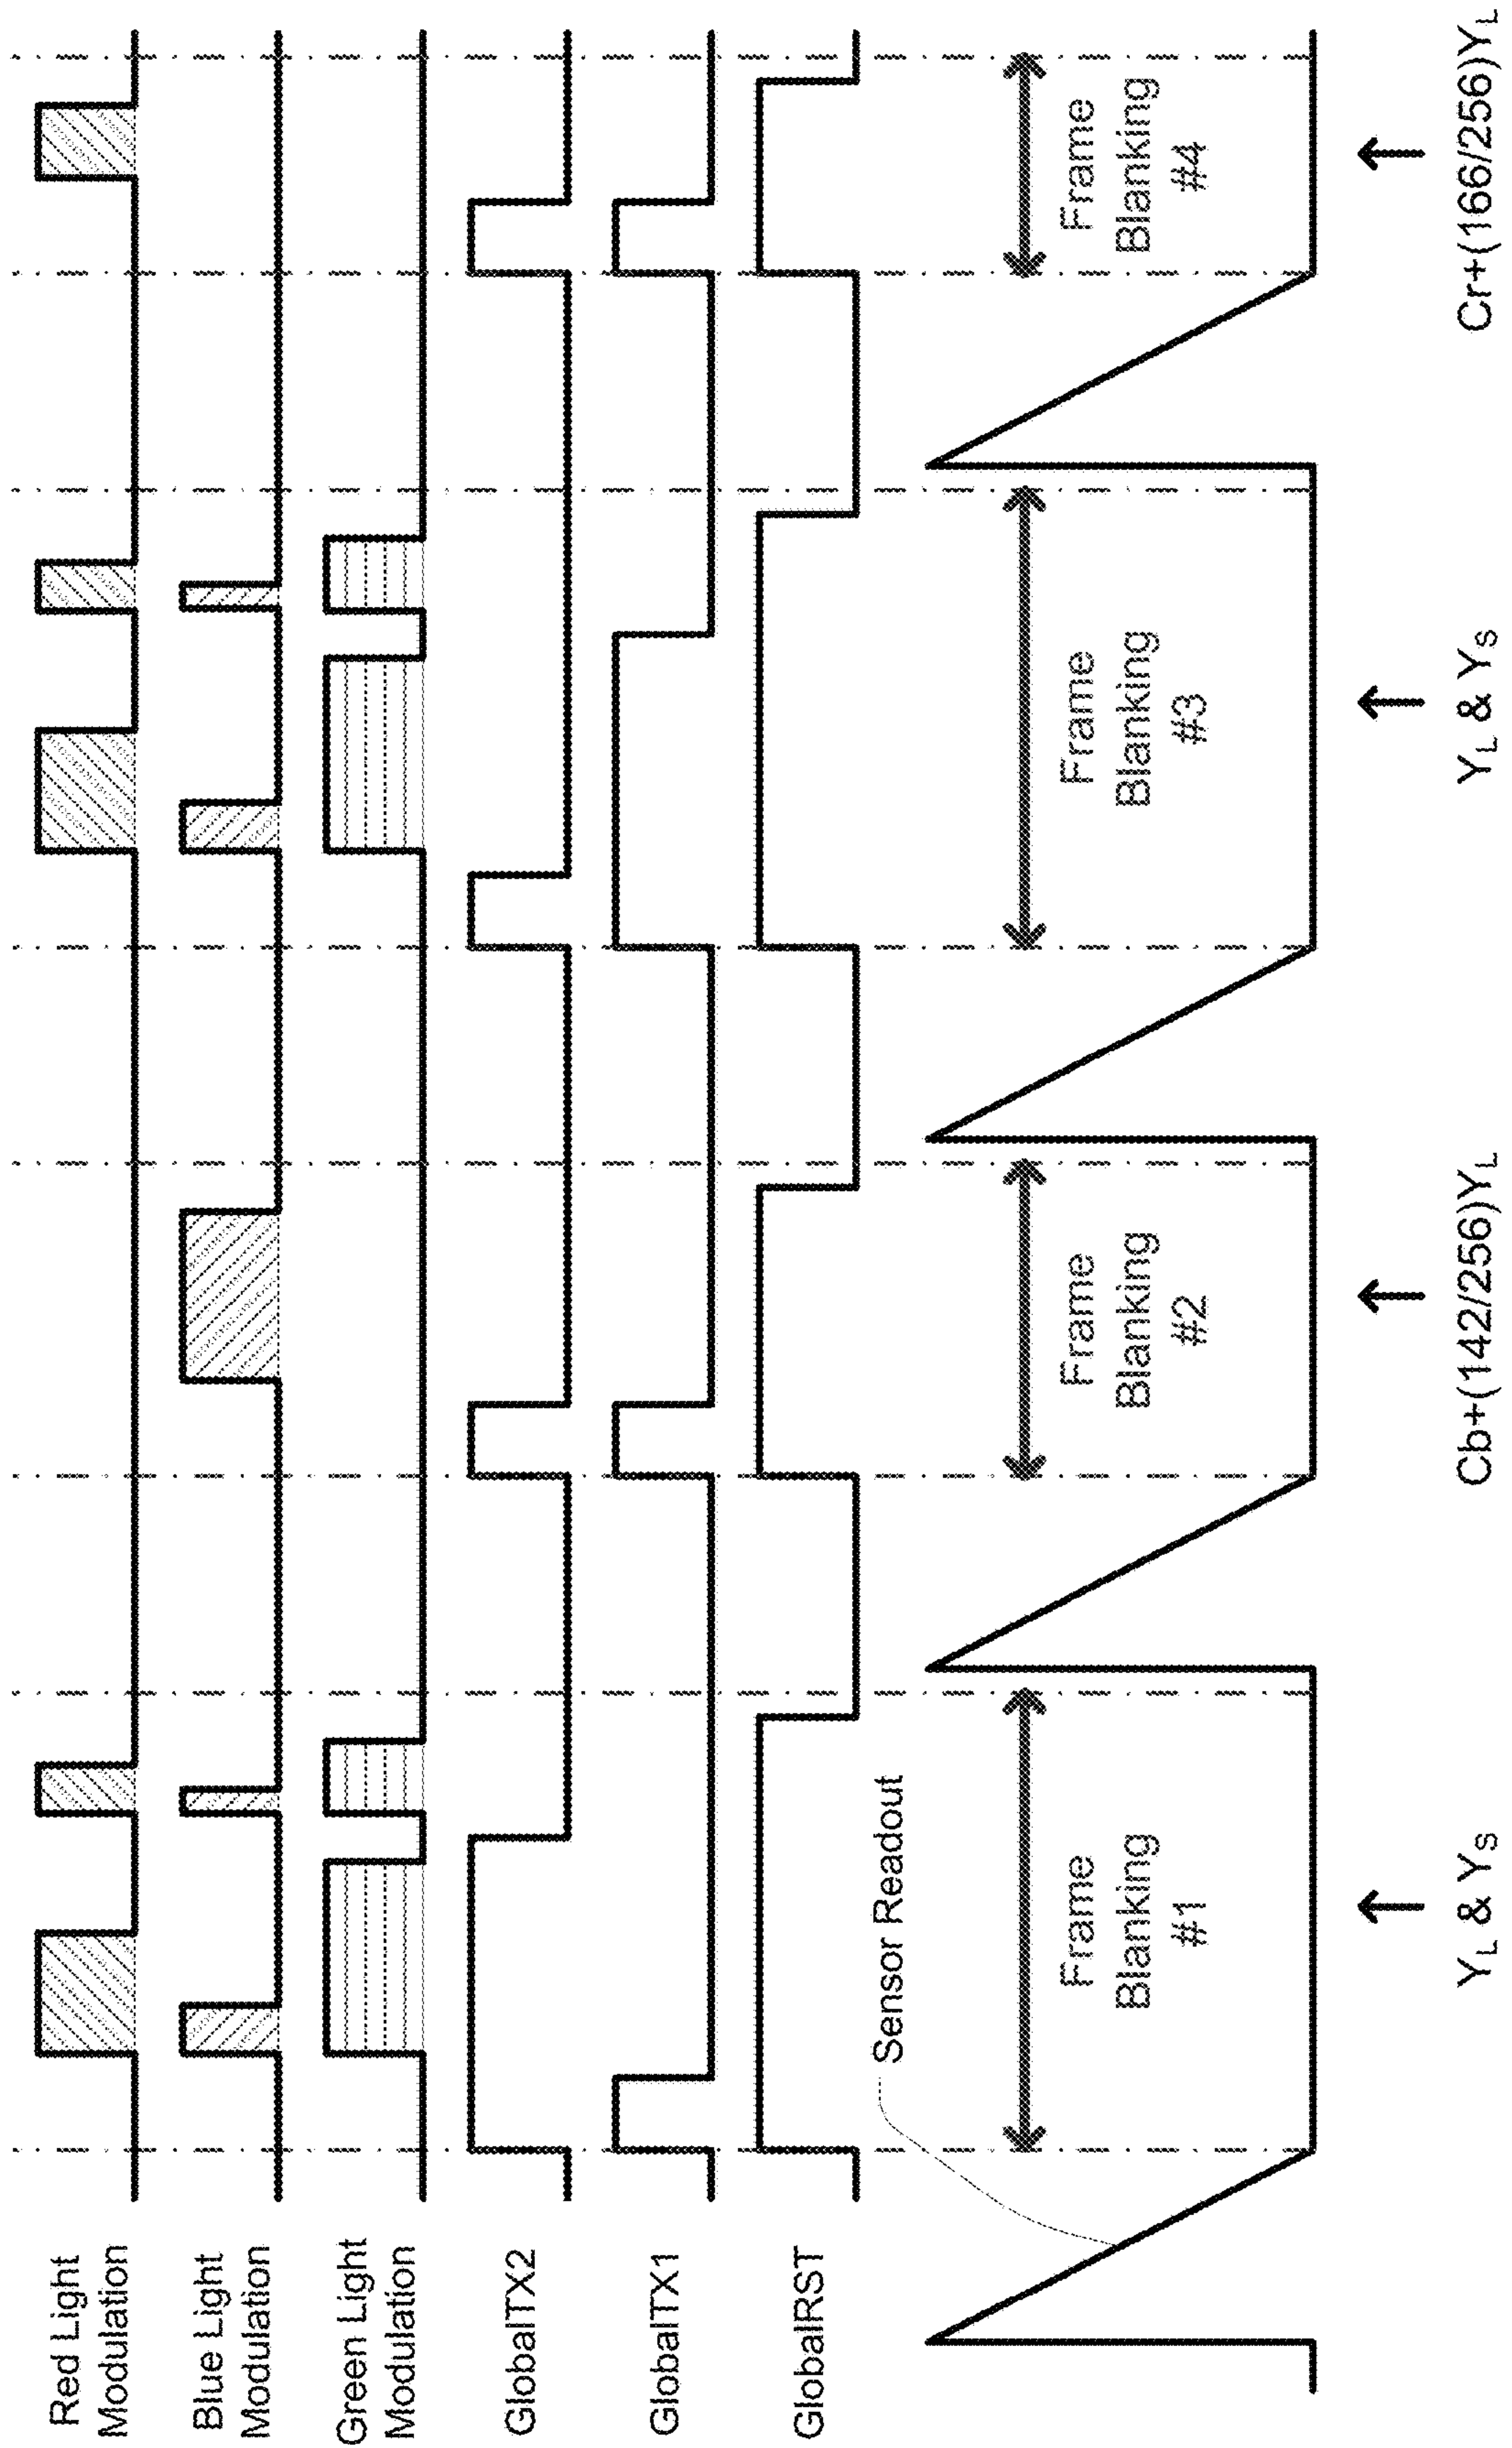 Red Light
Modulation
Blue Light
Modulation
Green Light
Modulation
GlobalTX2
GlobalTX1
GlobalRST
Sensor Readout
Frame
Blanking
#1
Frame
Blanking
#2
Frame
Blanking
#3
Frame
Blanking
#4
Y_L & Y_S
Cb+(142/256)Y_L
Y_L & Y_S
Cr+(166/256)Y_L